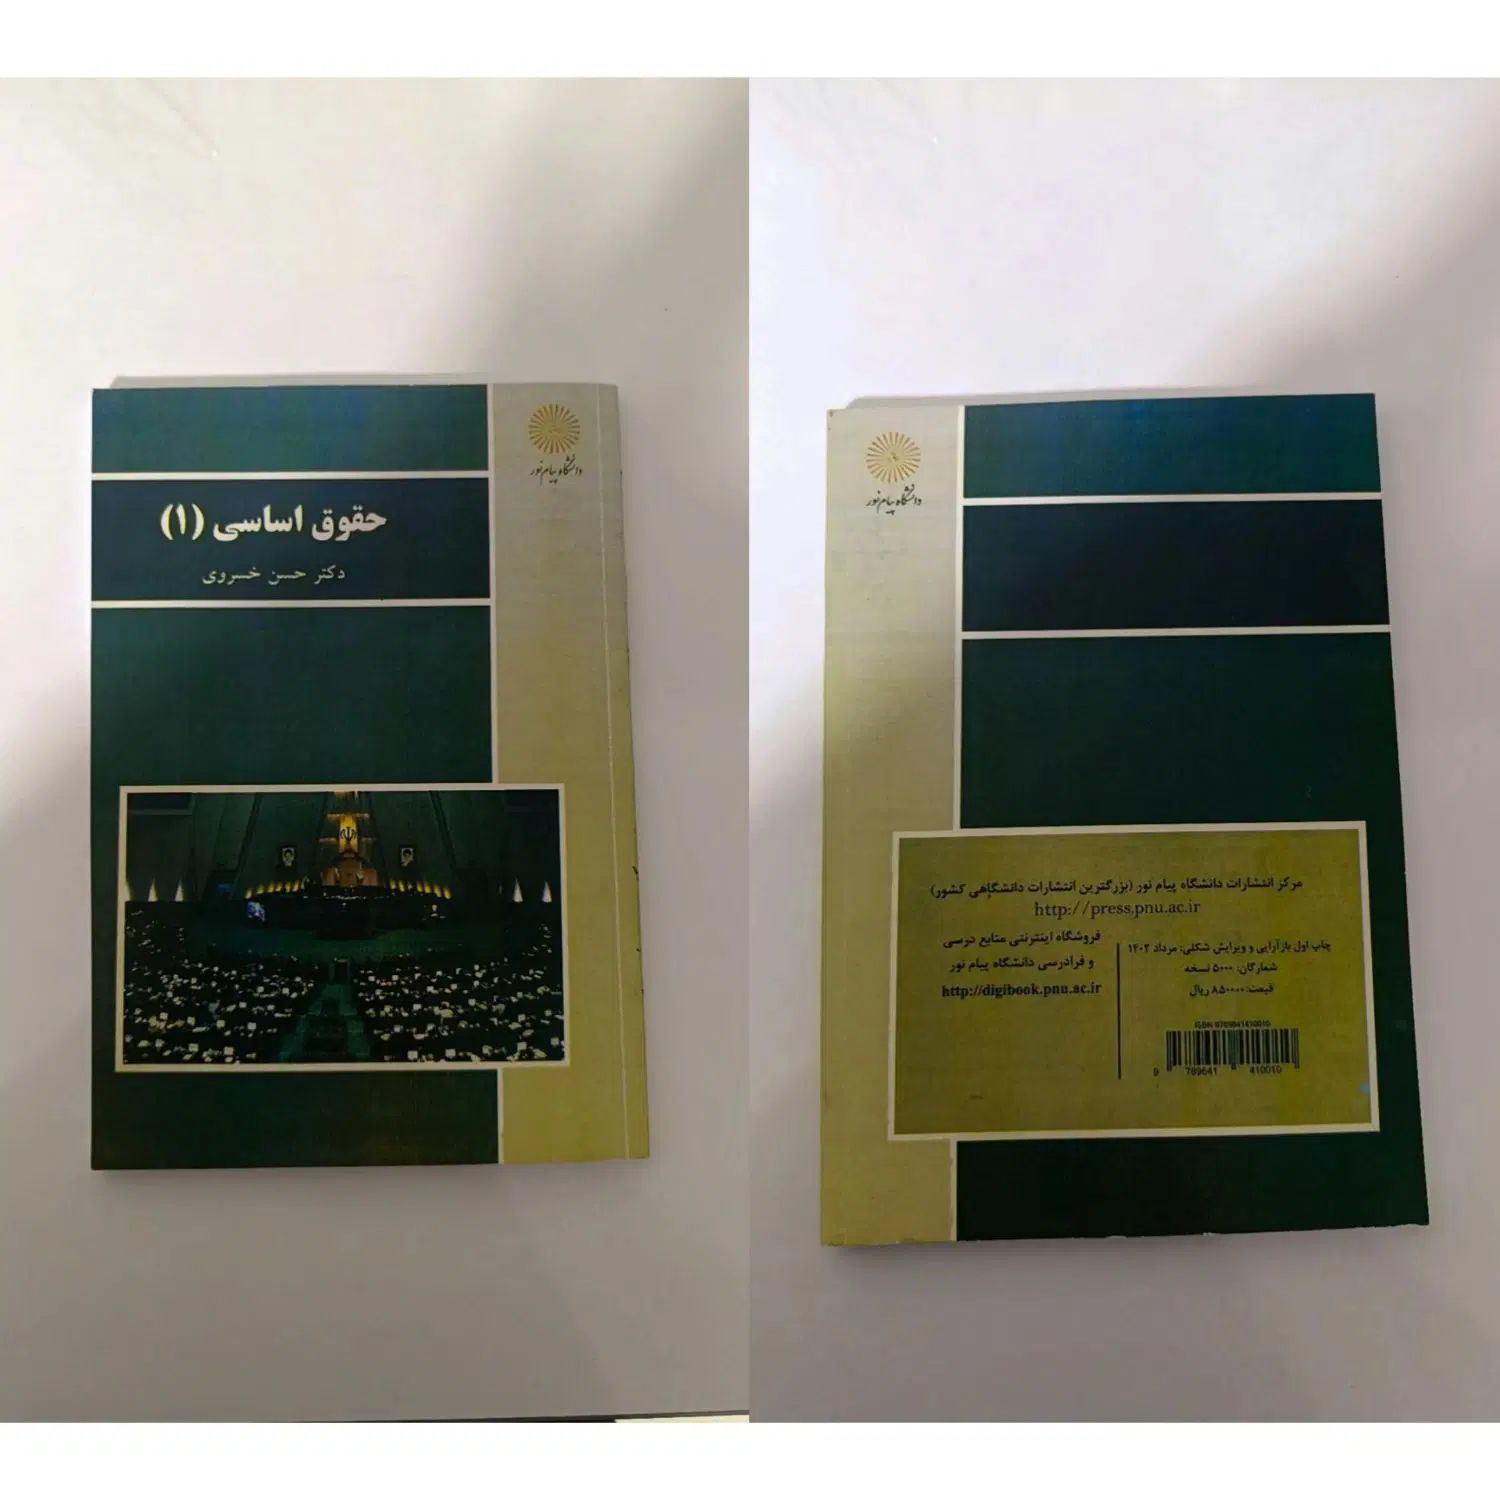 دانشگاه پیام نور
حقوق اساسی (۱)
دکتر حسن خسروی
دانشگاه پیام نور
مرکز انتشارات دانشگاه پیام نور (بزرگترین انتشارات دانشگاهی کشور)
http://press.pnu.ac.ir
چاپ اول بازآرایی و ویرایش شکلی: مرداد ۱۴۰۲
شمارگان: ۵۰۰۰ نسخه
قیمت: ۸۵۰۰۰۰ ریال
ISBN 9789641410010
9 789641 410010
فروشگاه اینترنتی منابع درسی
و فرادرسی دانشگاه پیام نور
http://digibook.pnu.ac.ir